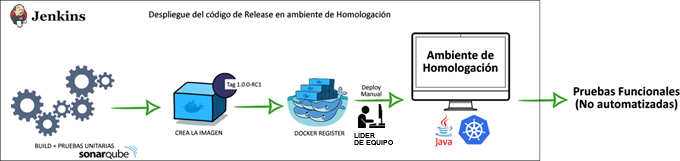 Jenkins
Despliegue del código de Release en ambiente de Homologación
Tag 1.0.0-RC1
Ambiente de
Homologación
Deploy
Manual
Pruebas Funcionales
(No automatizadas)
BUILD + PRUEBAS UNITARIAS
sonarqube
CREA LA IMAGEN
DOCKER REGISTER
LÍDER
DE EQUIPO
Java